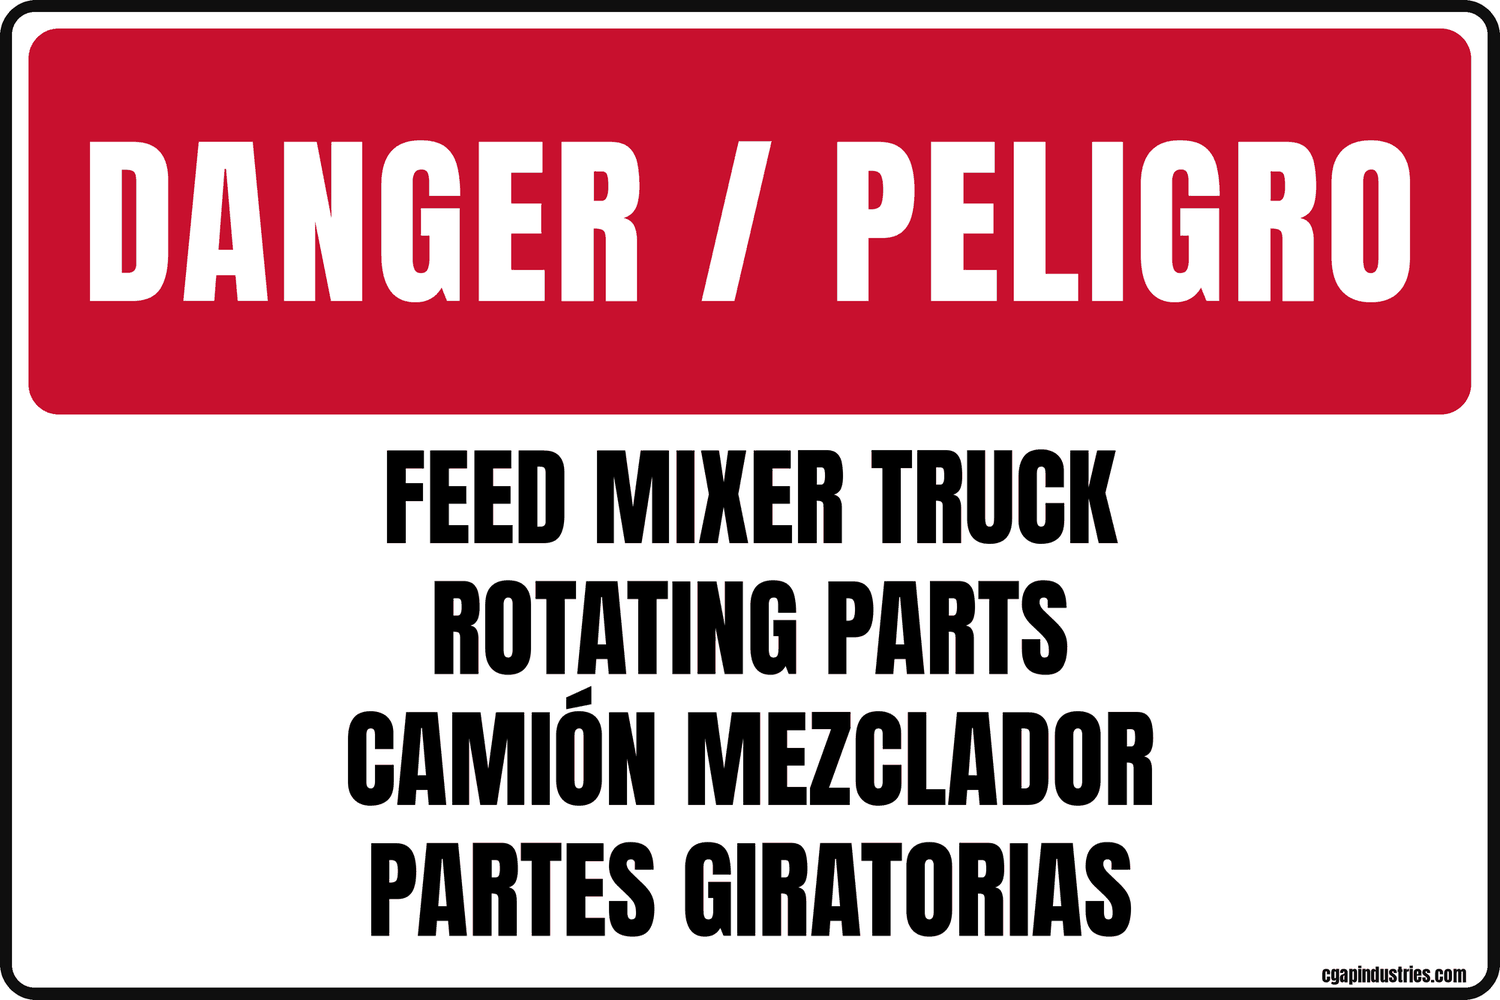 DANGER / PELIGRO
FEED MIXER TRUCK
ROTATING PARTS
CAMIÓN MEZCLADOR
PARTES GIRATORIAS
cgapindustries.com